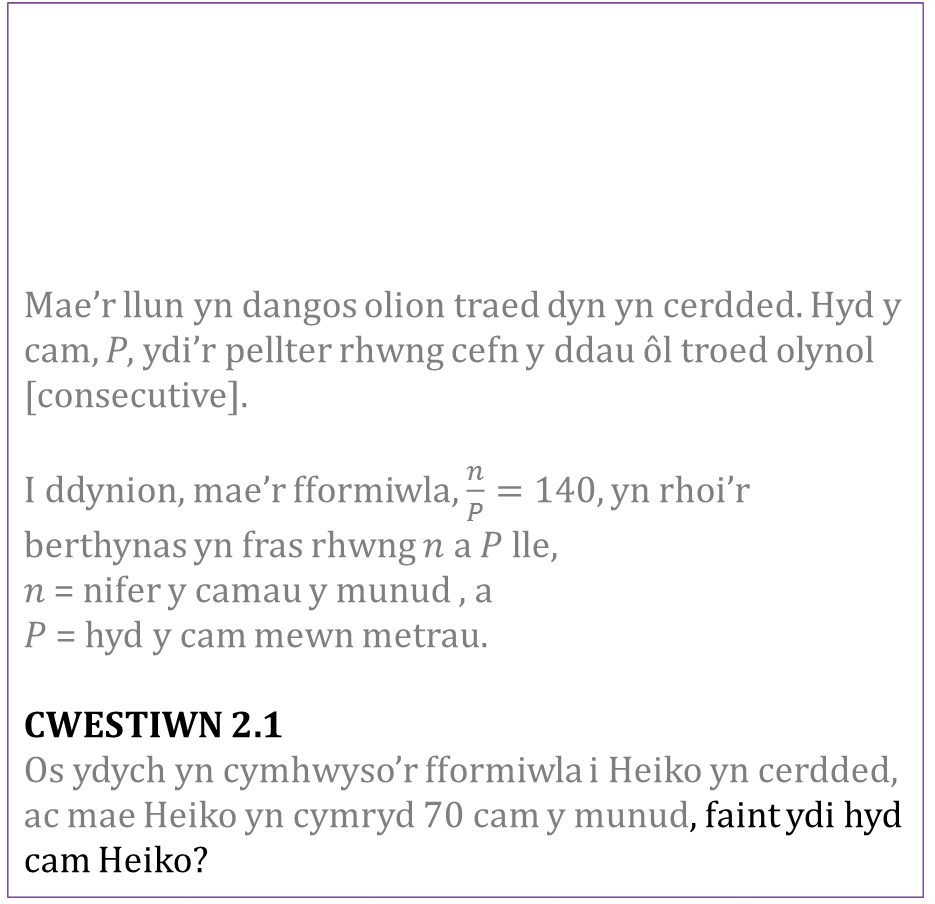 Mae'r llun yn dangos olion traed dyn yn cerdded. Hyd y
cam, P, ydi'r pellter rhwng cefn y ddau ôl troed olynol
[consecutive].
I ddynion, mae'r fformiwla, n/P = 140, yn rhoi'r
berthynas yn fras rhwng n a P lle,
n = nifer y camau y munud , a
P = hyd y cam mewn metrau.
CWESTIWN 2.1
Os ydych yn cymhwyso'r fformiwla i Heiko yn cerdded,
ac mae Heiko yn cymryd 70 cam y munud, faint ydi hyd
cam Heiko?